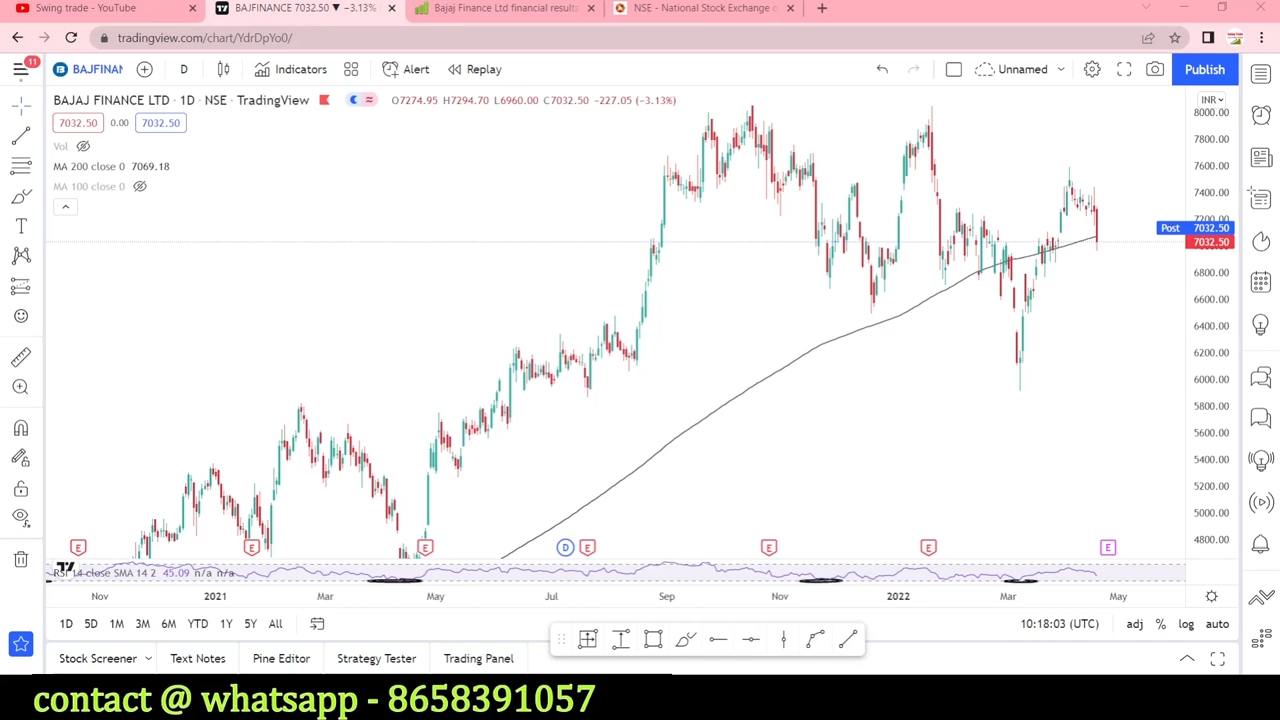 Swing trade - YouTube
BAJFINANCE 7032.50 ▼ −3.13%
Bajaj Finance Ltd financial results
NSE - National Stock Exchange o
tradingview.com/chart/YdrDpYo0/
11
BAJFINAN
D
Indicators
Alert
Replay
Unnamed
Publish
BAJAJ FINANCE LTD · 1D · NSE · TradingView
O7274.95 H7294.70 L6960.00 C7032.50 −227.05 (−3.13%)
INR
7032.50 0.00 7032.50
Vol
MA 200 close 0 7069.18
MA 100 close 0
8000.00
7800.00
7600.00
7400.00
7200.00
Post 7032.50
7032.50
6800.00
6600.00
6400.00
6200.00
6000.00
5800.00
5600.00
5400.00
5200.00
5000.00
4800.00
E E E D E E E E
RSI 14 close SMA 14 2 45.09 n/a n/a
Nov 2021 Mar May Jul Sep Nov 2022 Mar May
1D 5D 1M 3M 6M YTD 1Y 5Y All
10:18:03 (UTC) adj % log auto
Stock Screener Text Notes Pine Editor Strategy Tester Trading Panel
contact @ whatsapp - 8658391057